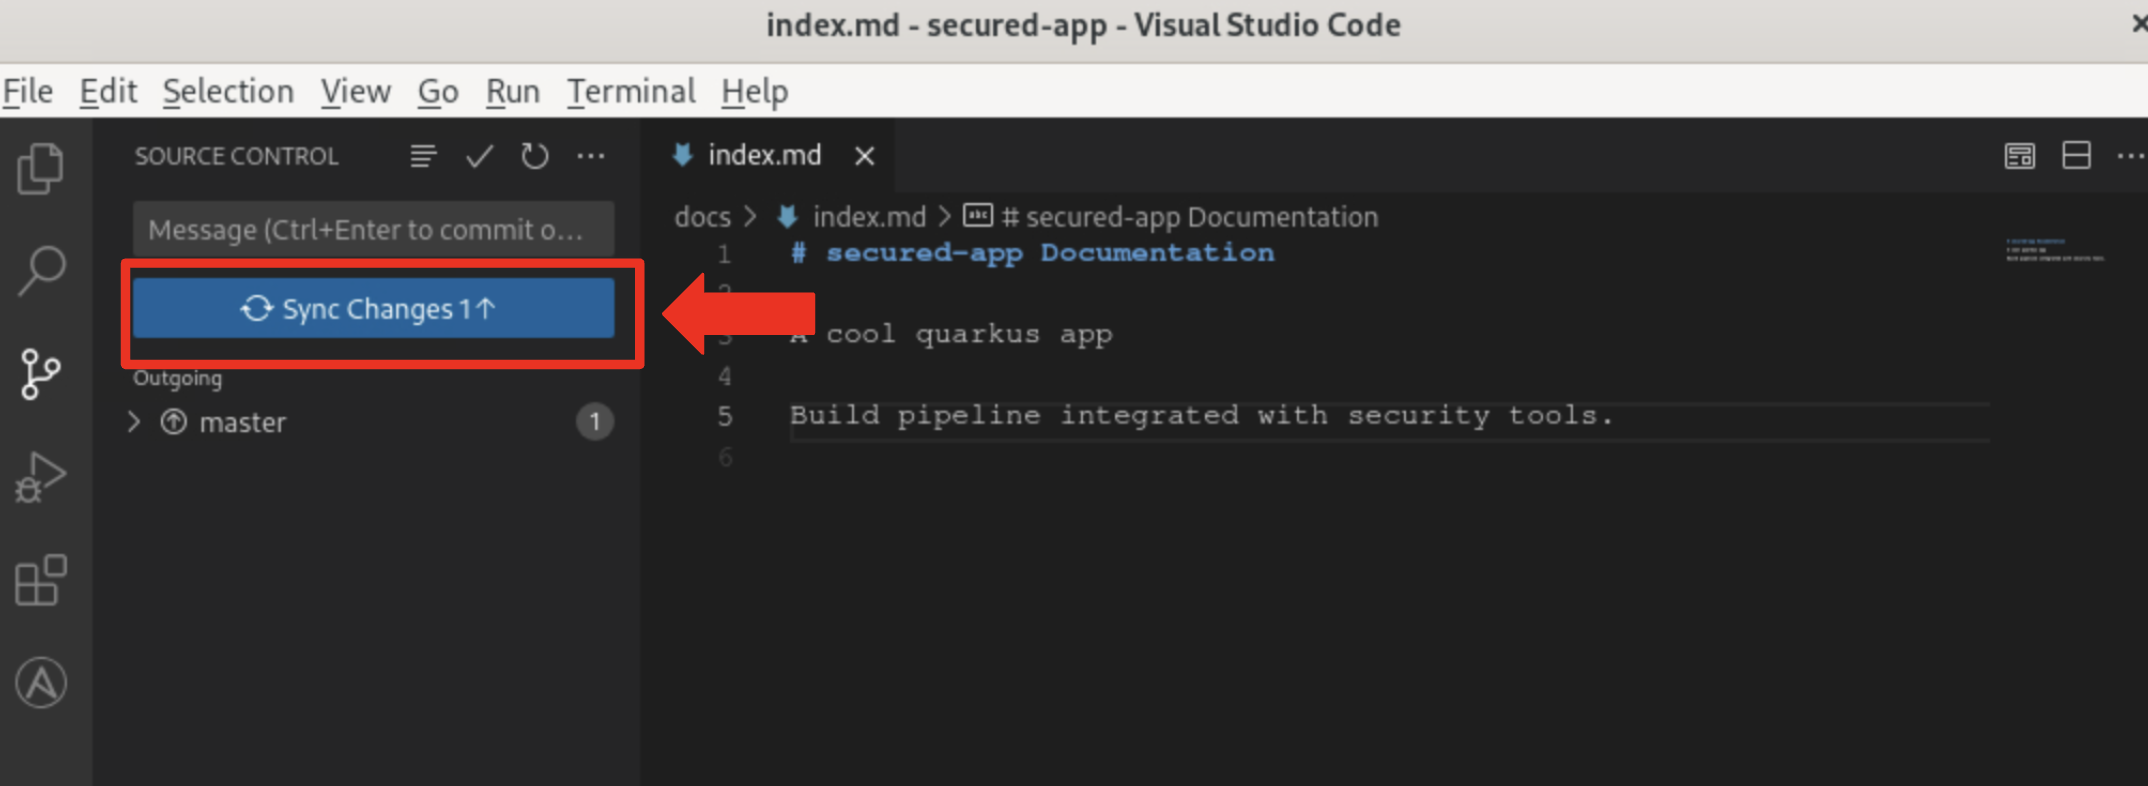 index.md - secured-app - Visual Studio Code
File Edit Selection View Go Run Terminal Help
SOURCE CONTROL
Message (Ctrl+Enter to commit o...
Sync Changes 1↑
Outgoing
master 1
index.md
docs > index.md > abc # secured-app Documentation
1 # secured-app Documentation
2
3 A cool quarkus app
4
5 Build pipeline integrated with security tools.
6